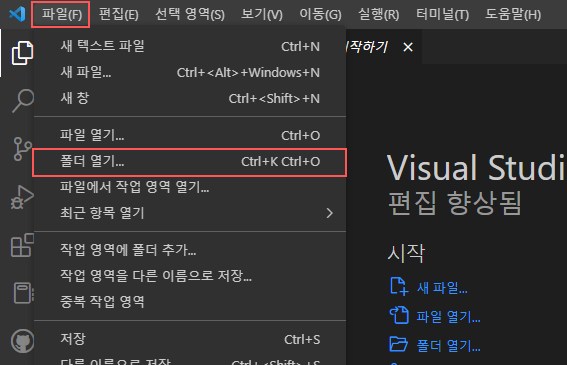 파일(F) 편집(E) 선택 영역(S) 보기(V) 이동(G) 실행(R) 터미널(T) 도움말(H)
새 텍스트 파일 Ctrl+N
새 파일... Ctrl+<Alt>+Windows+N
새 창 Ctrl+<Shift>+N
파일 열기... Ctrl+O
폴더 열기... Ctrl+K Ctrl+O
파일에서 작업 영역 열기...
최근 항목 열기
작업 영역에 폴더 추가...
작업 영역을 다른 이름으로 저장...
중복 작업 영역
저장 Ctrl+S
다른 이름으로 저장... Ctrl+<Shift>+S
작하기
Visual Studi
편집 향상됨
시작
새 파일...
파일 열기...
폴더 열기...